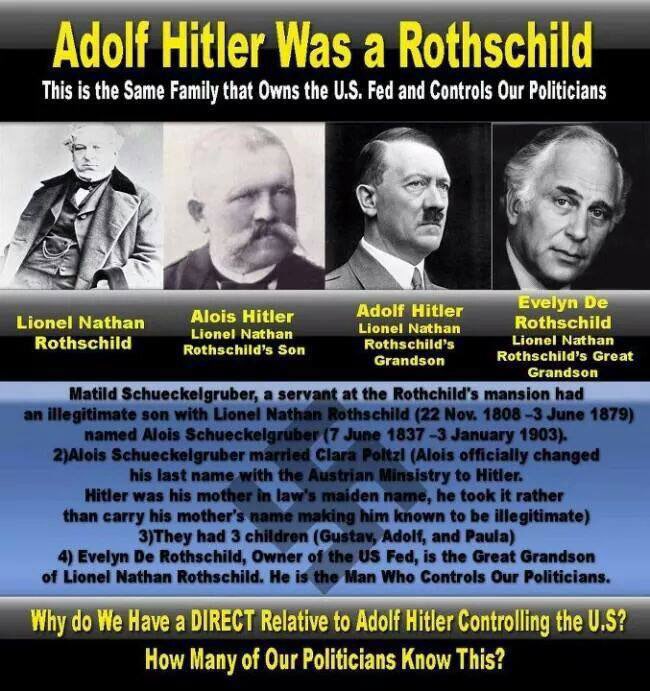 Adolf Hitler Was a Rothschild
This is the Same Family that Owns the U.S. Fed and Controls Our Politicians
Lionel Nathan
Rothschild
Alois Hitler
Lionel Nathan
Rothschild's Son
Adolf Hitler
Lionel Nathan
Rothschild's
Grandson
Evelyn De
Rothschild
Lionel Nathan
Rothschild's Great
Grandson
Matild Schueckelgruber, a servant at the Rothchild's mansion had
an illegitimate son with Lionel Nathan Rothschild (22 Nov. 1808 –3 June 1879)
named Alois Schueckelgruber (7 June 1837 –3 January 1903).
2)Alois Schueckelgruber married Clara Poltzl (Alois officially changed
his last name with the Austrian Minsistry to Hitler.
Hitler was his mother in law's maiden name, he took it rather
than carry his mother's name making him known to be illegitimate)
3)They had 3 children (Gustav, Adolf, and Paula)
4) Evelyn De Rothschild, Owner of the US Fed, is the Great Grandson
of Lionel Nathan Rothschild. He is the Man Who Controls Our Politicians.
Why do We Have a DIRECT Relative to Adolf Hitler Controlling the U.S?
How Many of Our Politicians Know This?